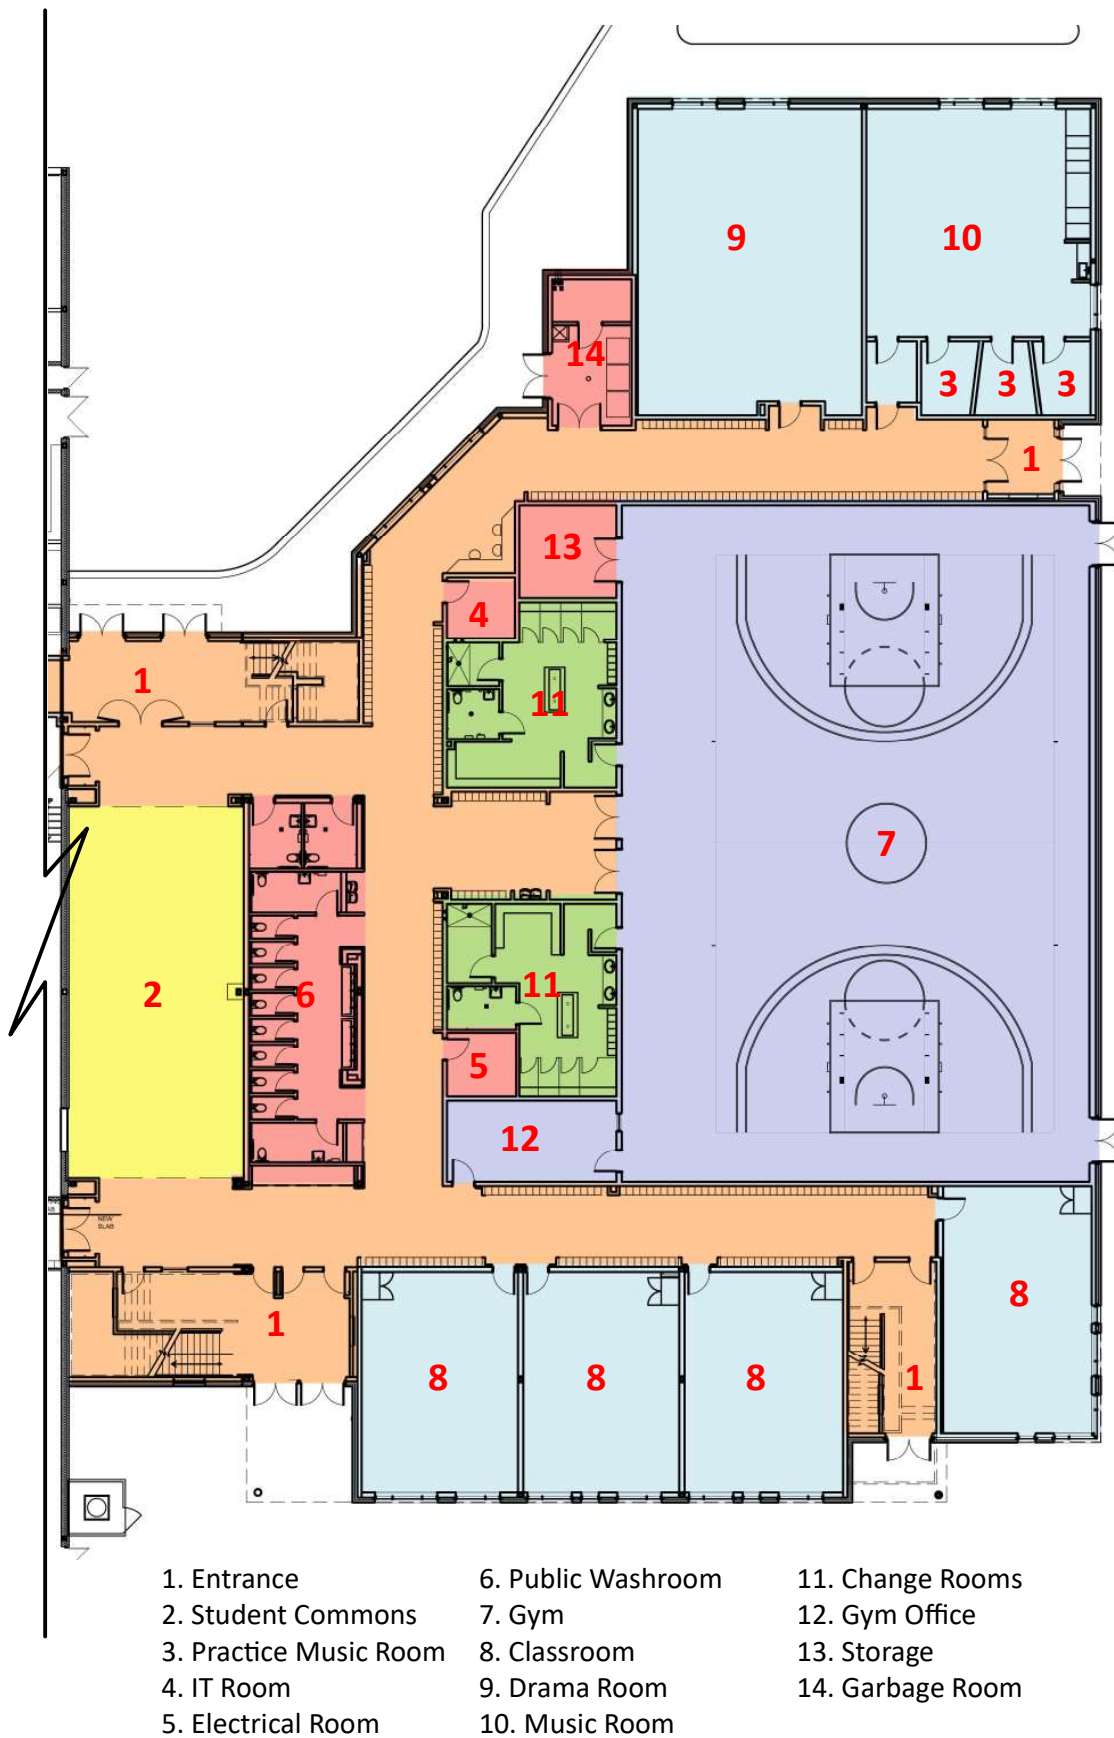 9
10
14
3
3
3
1
13
4
1
11
7
2
6
11
5
12
NEW
SLAB
8
1
8
8
8
1
1. Entrance
2. Student Commons
3. Practice Music Room
4. IT Room
5. Electrical Room
6. Public Washroom
7. Gym
8. Classroom
9. Drama Room
10. Music Room
11. Change Rooms
12. Gym Office
13. Storage
14. Garbage Room